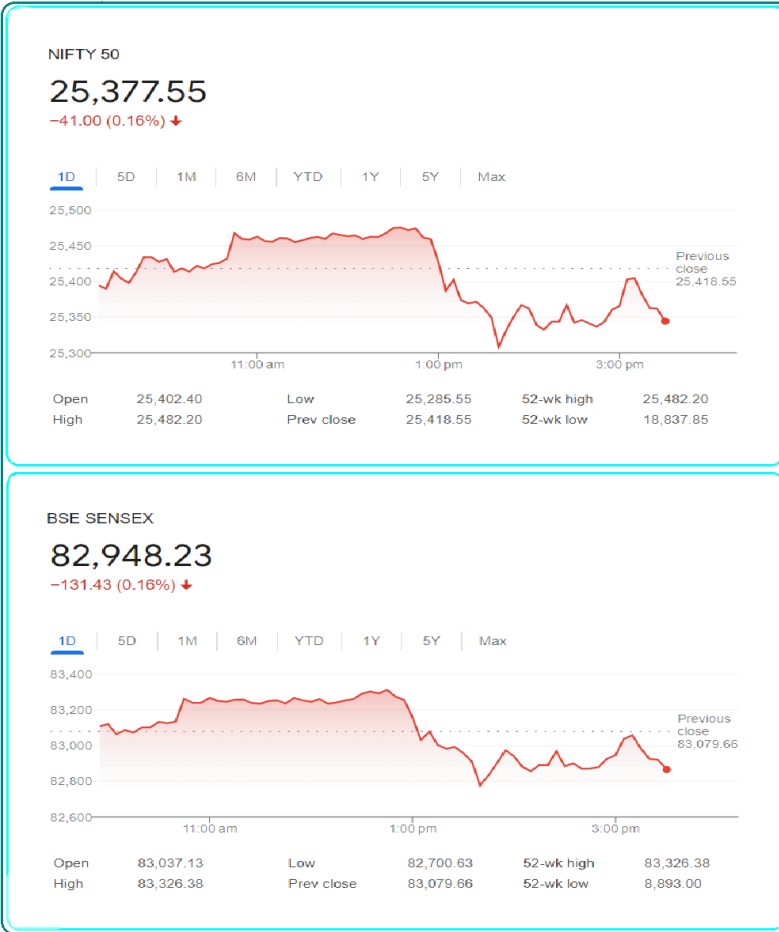 NIFTY 50
25,377.55
−41.00 (0.16%) ↓
1D 5D 1M 6M YTD 1Y 5Y Max
25,500
25,450
25,400
25,350
25,300
Previous
close
25,418.55
11:00 am 1:00 pm 3:00 pm
Open 25,402.40 Low 25,285.55 52-wk high 25,482.20
High 25,482.20 Prev close 25,418.55 52-wk low 18,837.85
BSE SENSEX
82,948.23
−131.43 (0.16%) ↓
1D 5D 1M 6M YTD 1Y 5Y Max
83,400
83,200
83,000
82,800
82,600
Previous
close
83,079.66
11:00 am 1:00 pm 3:00 pm
Open 83,037.13 Low 82,700.63 52-wk high 83,326.38
High 83,326.38 Prev close 83,079.66 52-wk low 8,893.00